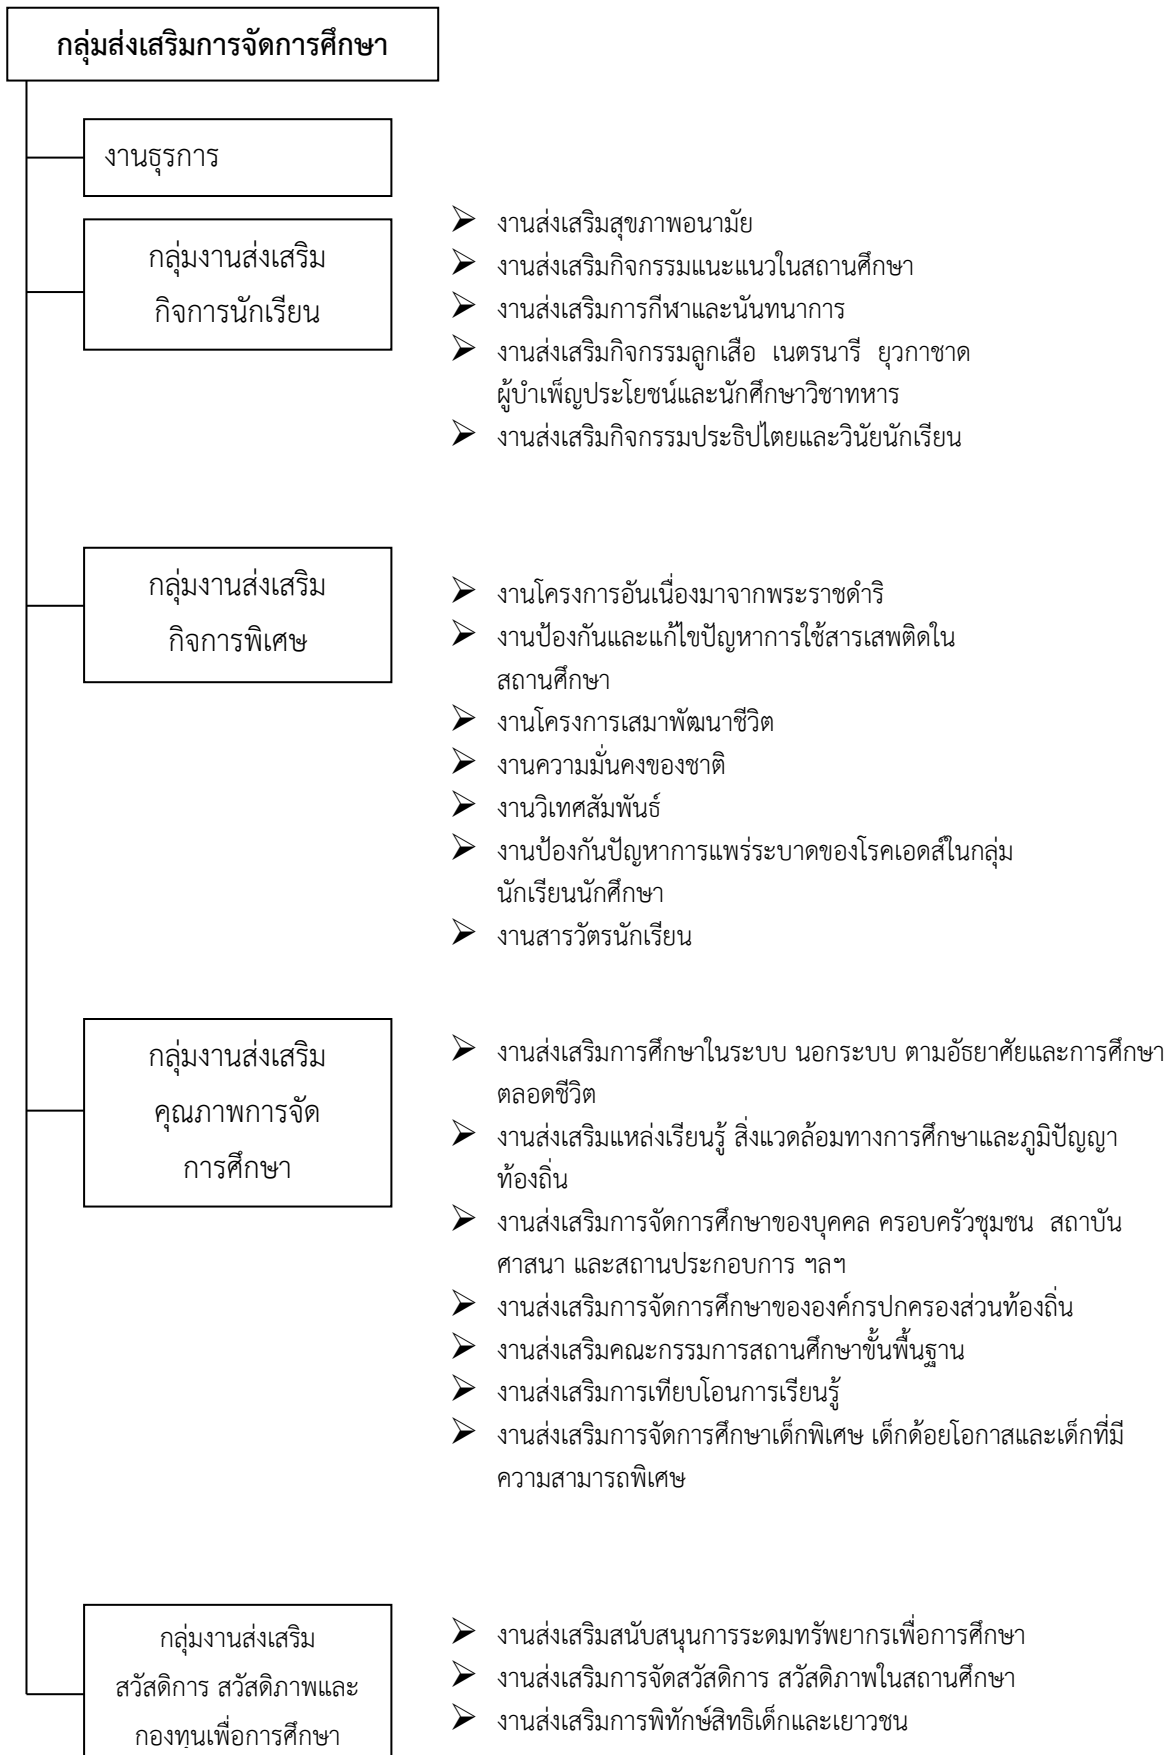 กลุ่มส่งเสริมการจัดการศึกษา
งานธุรการ
กลุ่มงานส่งเสริม
กิจการนักเรียน
➢ งานส่งเสริมสุขภาพอนามัย
➢ งานส่งเสริมกิจกรรมแนะแนวในสถานศึกษา
➢ งานส่งเสริมการกีฬาและนันทนาการ
➢ งานส่งเสริมกิจกรรมลูกเสือ เนตรนารี ยุวกาชาด
ผู้บำเพ็ญประโยชน์และนักศึกษาวิชาทหาร
➢ งานส่งเสริมกิจกรรมประธิปไตยและวินัยนักเรียน
กลุ่มงานส่งเสริม
กิจการพิเศษ
➢ งานโครงการอันเนื่องมาจากพระราชดำริ
➢ งานป้องกันและแก้ไขปัญหาการใช้สารเสพติดใน
สถานศึกษา
➢ งานโครงการเสมาพัฒนาชีวิต
➢ งานความมั่นคงของชาติ
➢ งานวิเทศสัมพันธ์
➢ งานป้องกันปัญหาการแพร่ระบาดของโรคเอดส์ในกลุ่ม
นักเรียนนักศึกษา
➢ งานสารวัตรนักเรียน
กลุ่มงานส่งเสริม
คุณภาพการจัด
การศึกษา
➢ งานส่งเสริมการศึกษาในระบบ นอกระบบ ตามอัธยาศัยและการศึกษา
ตลอดชีวิต
➢ งานส่งเสริมแหล่งเรียนรู้ สิ่งแวดล้อมทางการศึกษาและภูมิปัญญา
ท้องถิ่น
➢ งานส่งเสริมการจัดการศึกษาของบุคคล ครอบครัวชุมชน สถาบัน
ศาสนา และสถานประกอบการ ฯลฯ
➢ งานส่งเสริมการจัดการศึกษาขององค์กรปกครองส่วนท้องถิ่น
➢ งานส่งเสริมคณะกรรมการสถานศึกษาขั้นพื้นฐาน
➢ งานส่งเสริมการเทียบโอนการเรียนรู้
➢ งานส่งเสริมการจัดการศึกษาเด็กพิเศษ เด็กด้อยโอกาสและเด็กที่มี
ความสามารถพิเศษ
กลุ่มงานส่งเสริม
สวัสดิการ สวัสดิภาพและ
กองทุนเพื่อการศึกษา
➢ งานส่งเสริมสนับสนุนการระดมทรัพยากรเพื่อการศึกษา
➢ งานส่งเสริมการจัดสวัสดิการ สวัสดิภาพในสถานศึกษา
➢ งานส่งเสริมการพิทักษ์สิทธิเด็กและเยาวชน